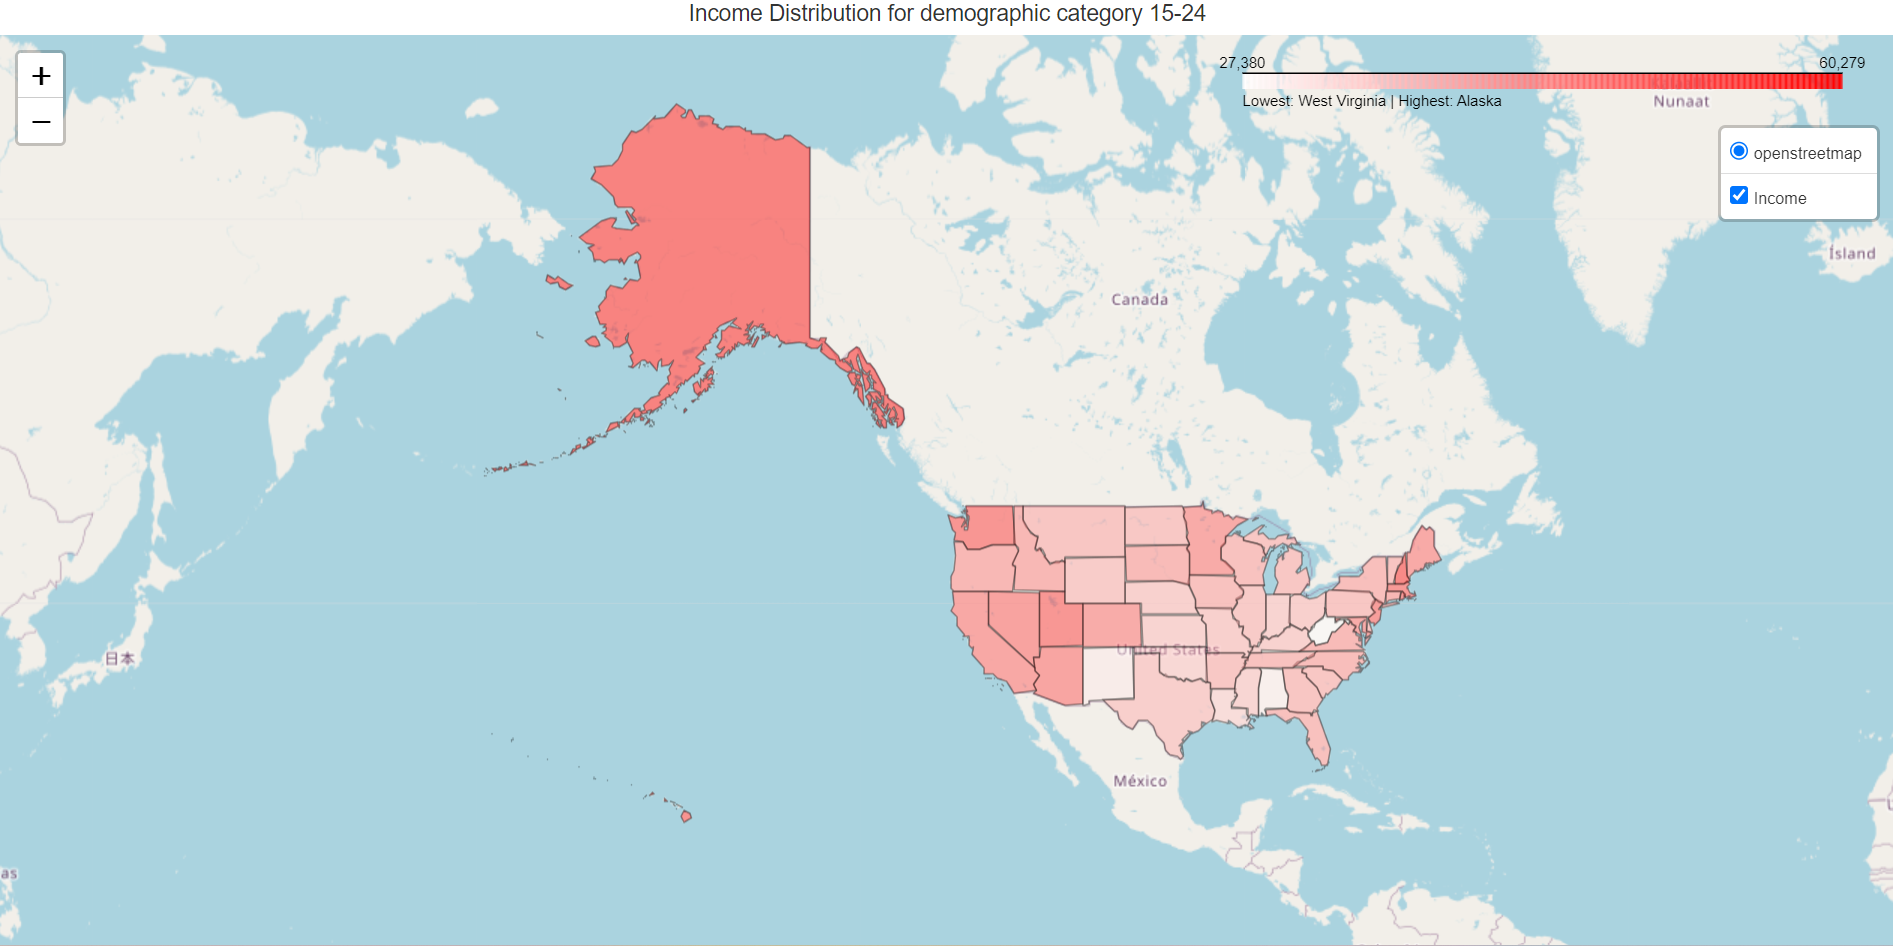 Income Distribution for demographic category 15-24
+
−
27,380
60,279
Lowest: West Virginia | Highest: Alaska
Nunaat
openstreetmap
Income
Ísland
Canada
United States
日本
México
as